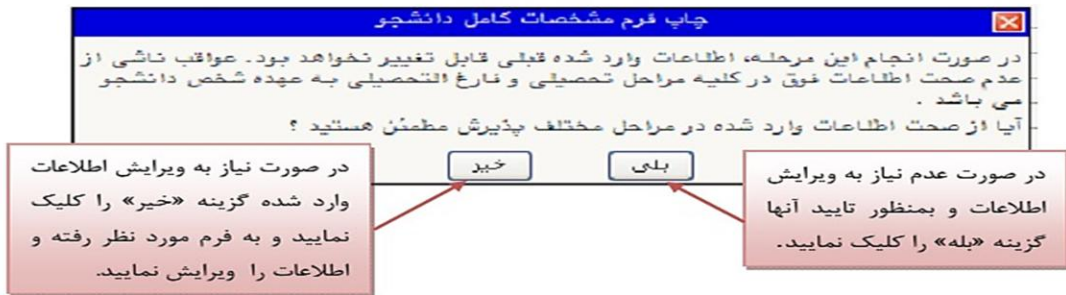 چاپ فرم مشخصات کامل دانشجو
در صورت انجام این مرحله، اطلاعات وارد شده قبلی قابل تغییر نخواهد بود. عواقب ناشی از
عدم صحت اطلاعات فوق در کلیه مراحل تحصیلی و فارغ التحصیلی به عهده شخص دانشجو
می باشد .
آیا از صحت اطلاعات وارد شده در مراحل مختلف پذیرش مطمئن هستید ؟
بلی
خیر
در صورت عدم نیاز به ویرایش
اطلاعات و بمنظور تایید آنها
گزینه «بله» را کلیک نمایید.
در صورت نیاز به ویرایش اطلاعات
وارد شده گزینه «خیر» را کلیک
نمایید و به فرم مورد نظر رفته و
اطلاعات را ویرایش نمایید.